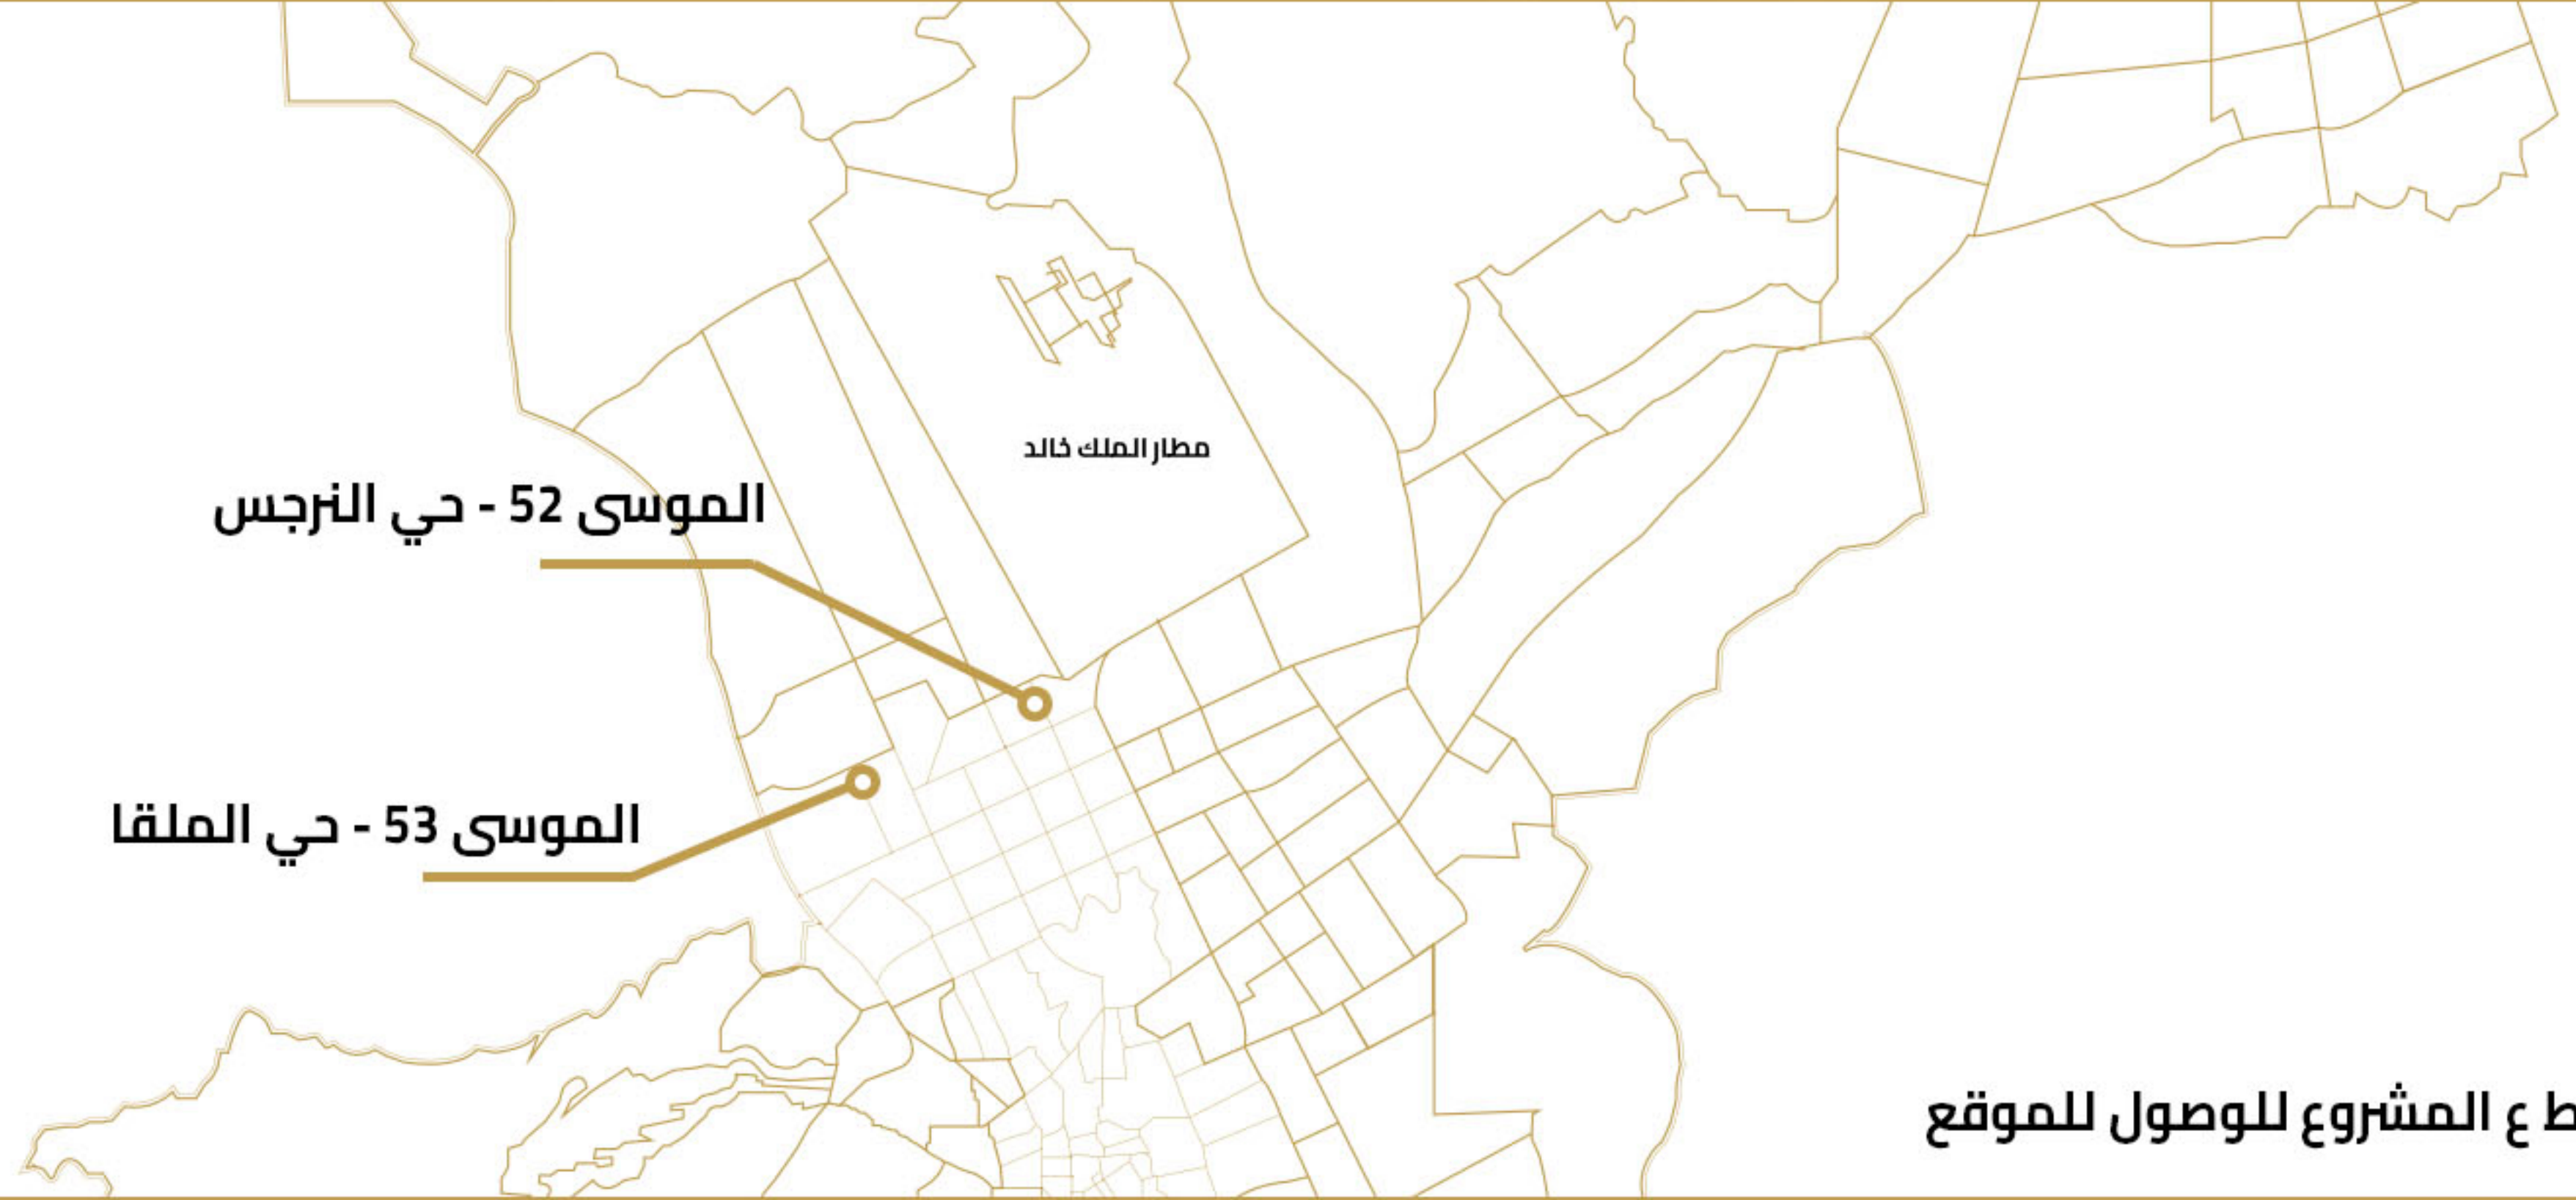 مطار الملك خالد
الموسى 52 - حي النرجس
الموسى 53 - حي الملقا
ع المشروع للوصول للموقع